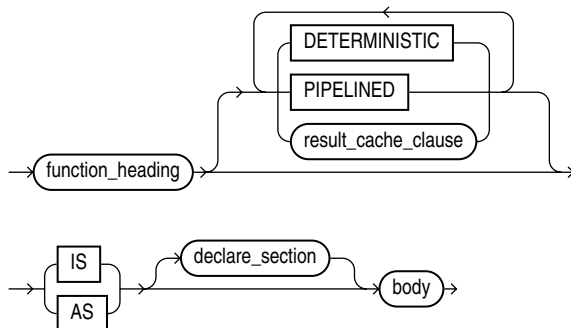 DETERMINISTIC
PIPELINED
result_cache_clause
function_heading
IS
declare_section
AS
body